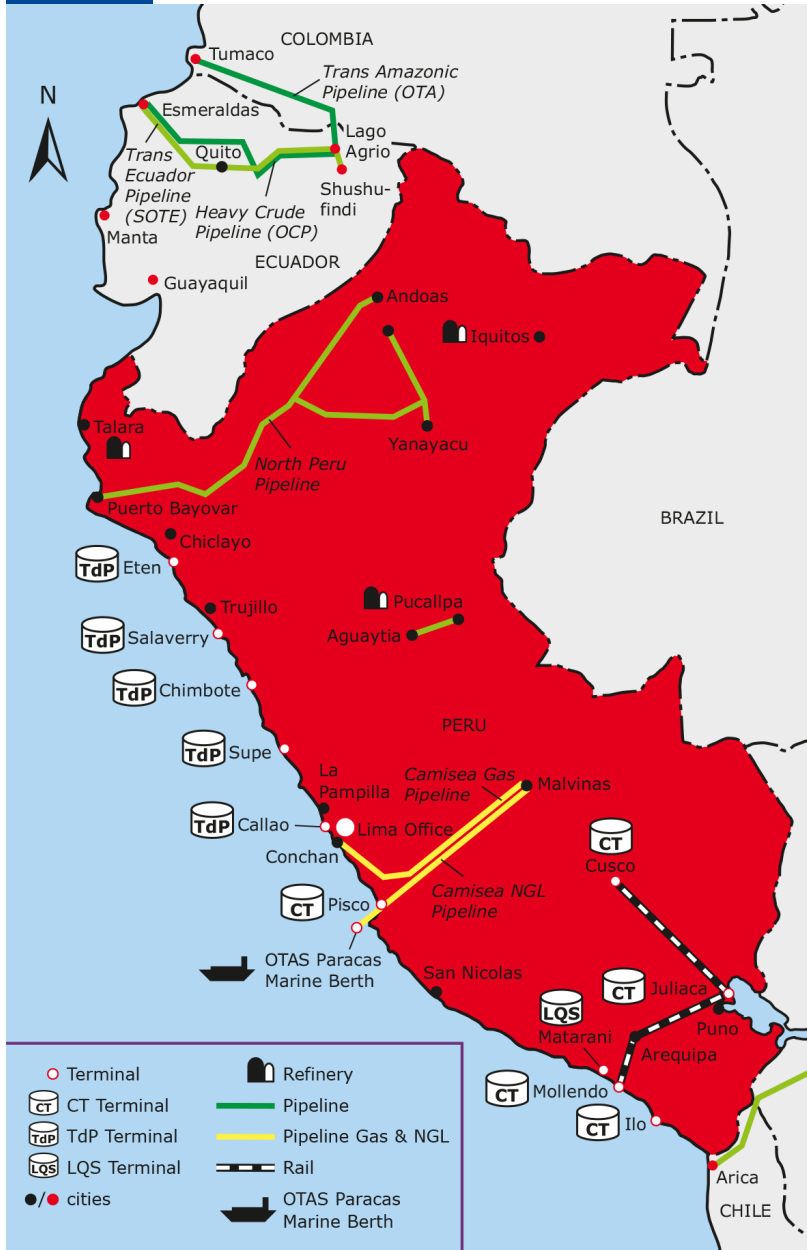 COLOMBIA
Tumaco
Trans Amazonic
Pipeline (OTA)
N
Esmeraldas
Lago
Agrio
Trans
Ecuador
Pipeline
(SOTE)
Quito
Shushu-
findi
Heavy Crude
Pipeline (OCP)
Manta
ECUADOR
Guayaquil
Andoas
Iquitos
Talara
Yanayacu
North Peru
Pipeline
Puerto Bayovar
BRAZIL
Chiclayo
TdP
Eten
Trujillo
Pucallpa
TdP
Salaverry
Aguaytia
TdP
Chimbote
PERU
TdP
Supe
La
Pampilla
Camisea Gas
Pipeline
Malvinas
TdP
Callao
Lima Office
CT
Cusco
Conchan
CT
Pisco
Camisea NGL
Pipeline
OTAS Paracas
Marine Berth
San Nicolas
CT
Juliaca
LQS
Matarani
Puno
Arequipa
CT
Mollendo
CT
Ilo
Arica
CHILE
Terminal
CT
CT Terminal
TdP
TdP Terminal
LQS
LQS Terminal
/
cities
Refinery
Pipeline
Pipeline Gas & NGL
Rail
OTAS Paracas
Marine Berth